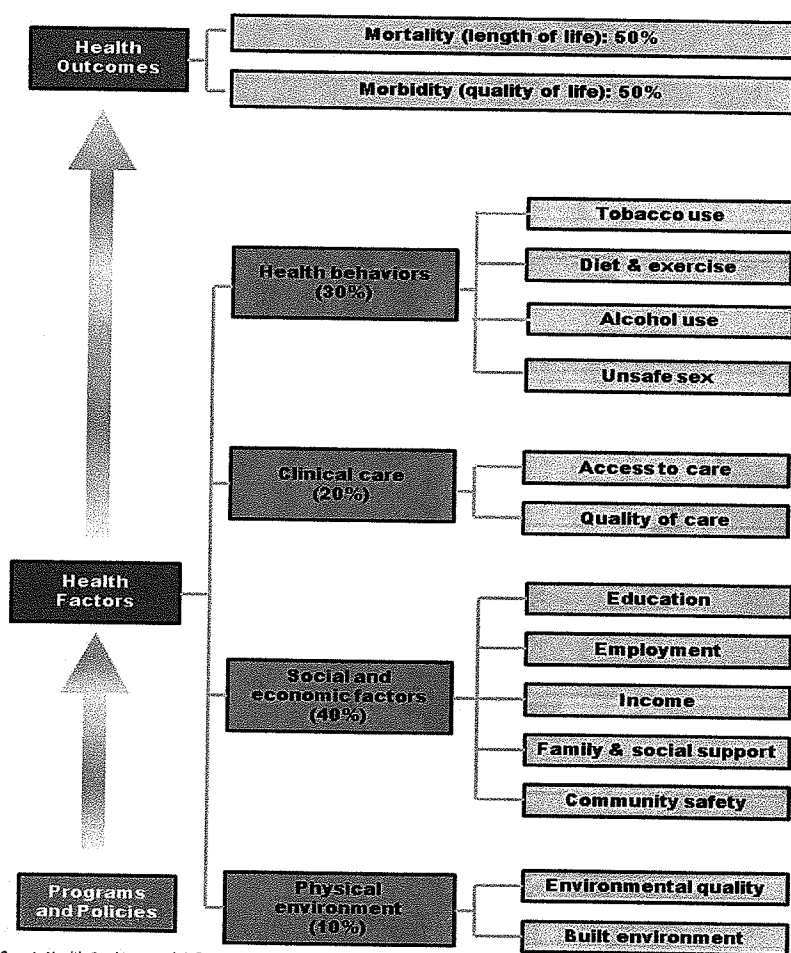 Health
Outcomes
Mortality (length of life): 50%
Morbidity (quality of life): 50%
Tobacco use
Diet & exercise
Alcohol use
Unsafe sex
Health behaviors
(30%)
Clinical care
(20%)
Access to care
Quality of care
Health
Factors
Social and
economic factors
(40%)
Education
Employment
Income
Family & social support
Community safety
Programs
and Policies
Physical
environment
(10%)
Environmental quality
Built environment